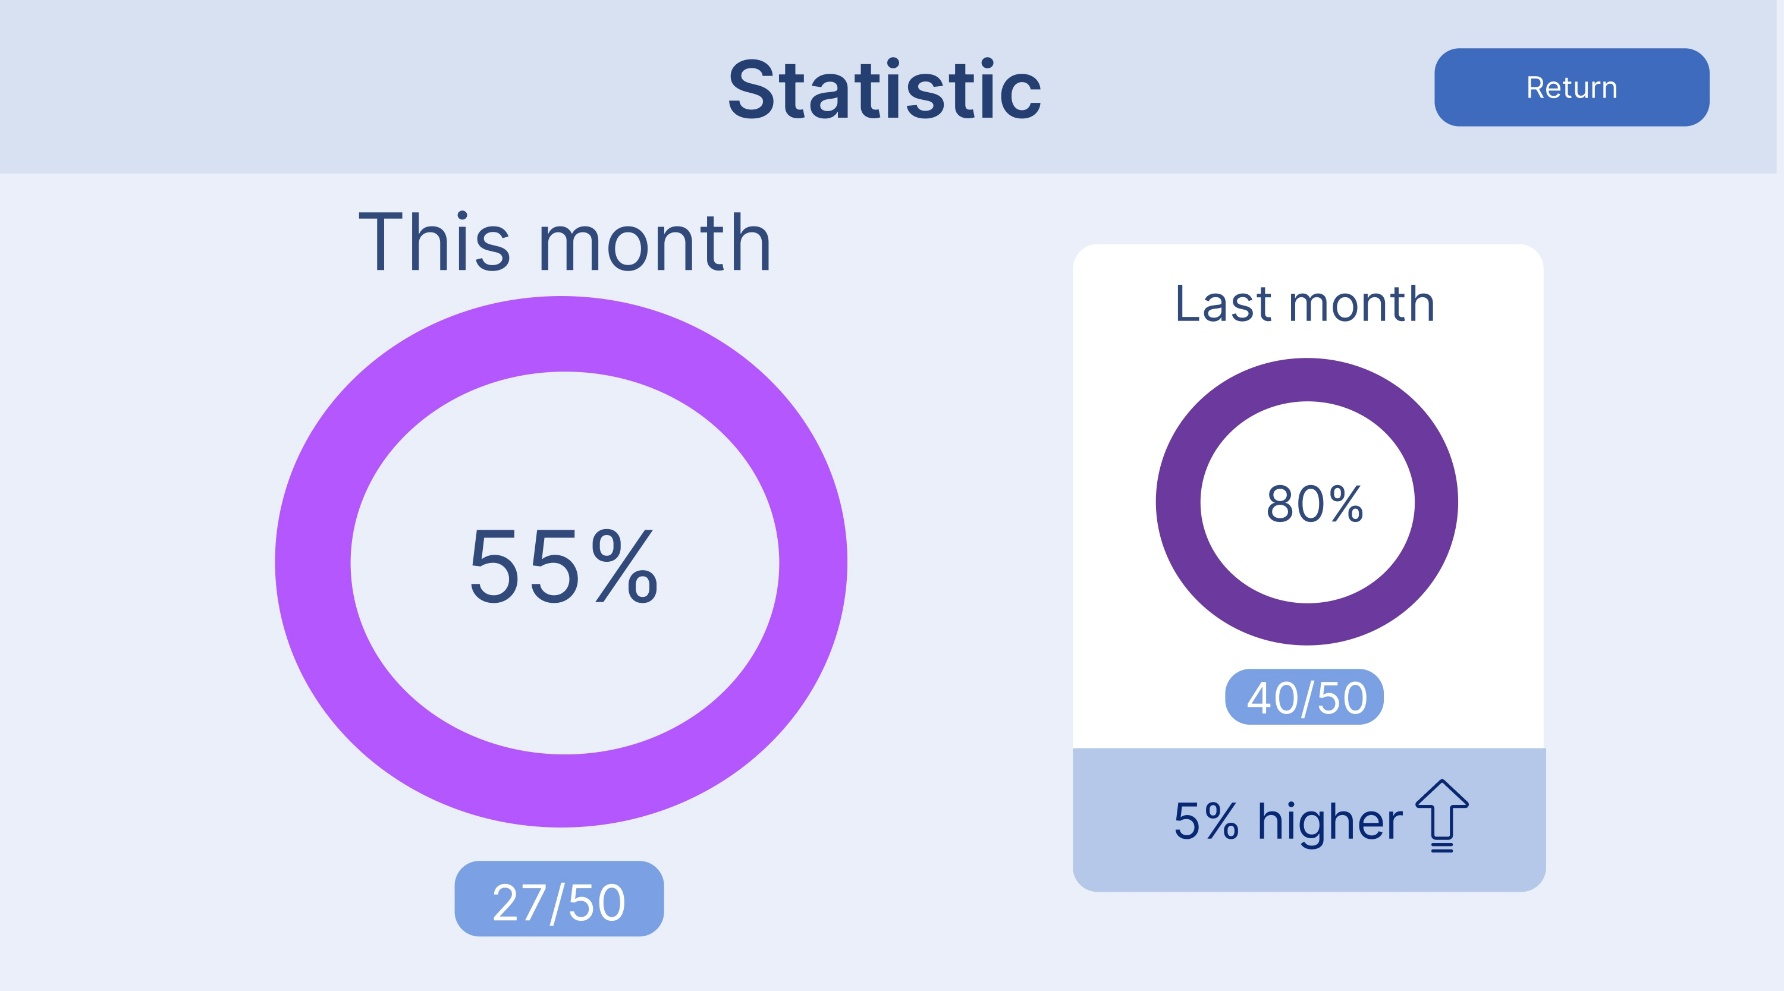 Statistic
Return
This month
55%
27/50
Last month
80%
40/50
5% higher